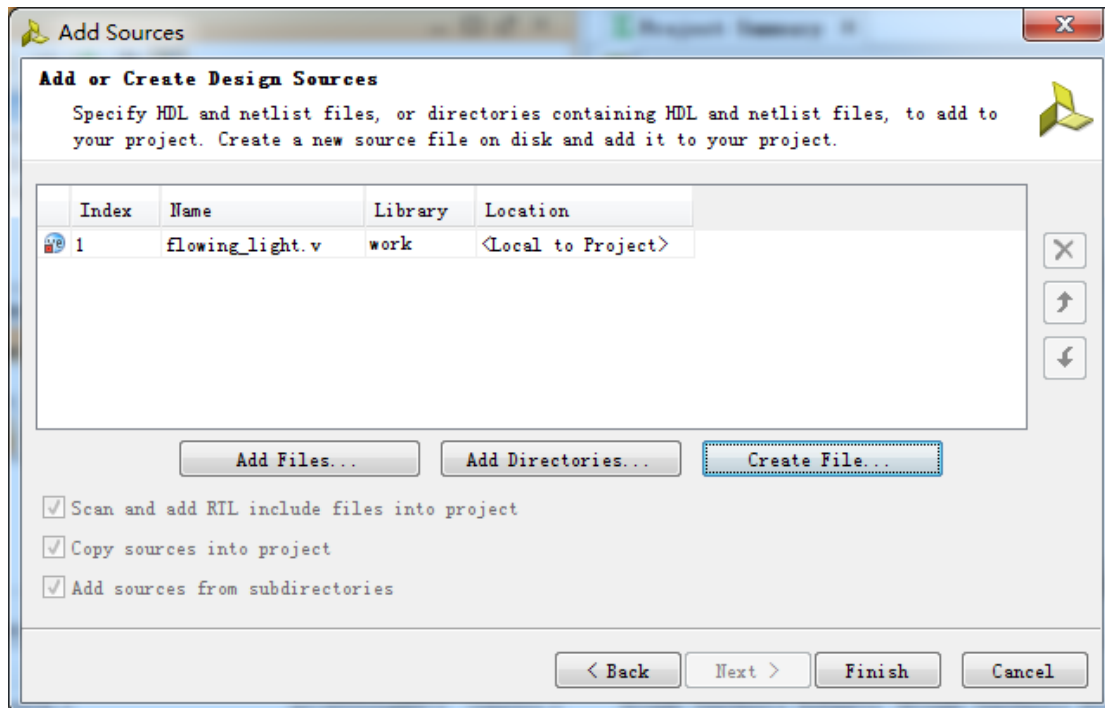 Add Sources
Project Summary
Add or Create Design Sources
Specify HDL and netlist files, or directories containing HDL and netlist files, to add to
your project. Create a new source file on disk and add it to your project.
Index Name Library Location
1 flowing_light.v work <Local to Project>
Add Files... Add Directories... Create File...
Scan and add RTL include files into project
Copy sources into project
Add sources from subdirectories
< Back Next > Finish Cancel